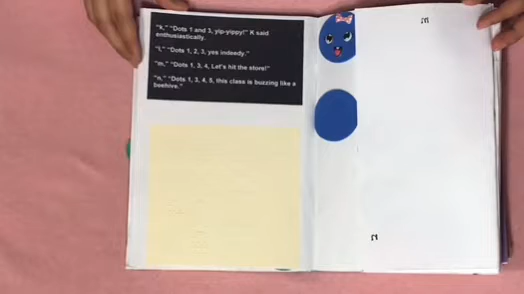 "k," "Dots 1 and 3, yip-yippy!" K said
enthusiastically.
"l," "Dots 1, 2, 3, yes indeedy."
"m," "Dots 1, 3, 4, Let's hit the store!"
"n," "Dots 1, 3, 4, 5, this class is buzzing like a
beehive."